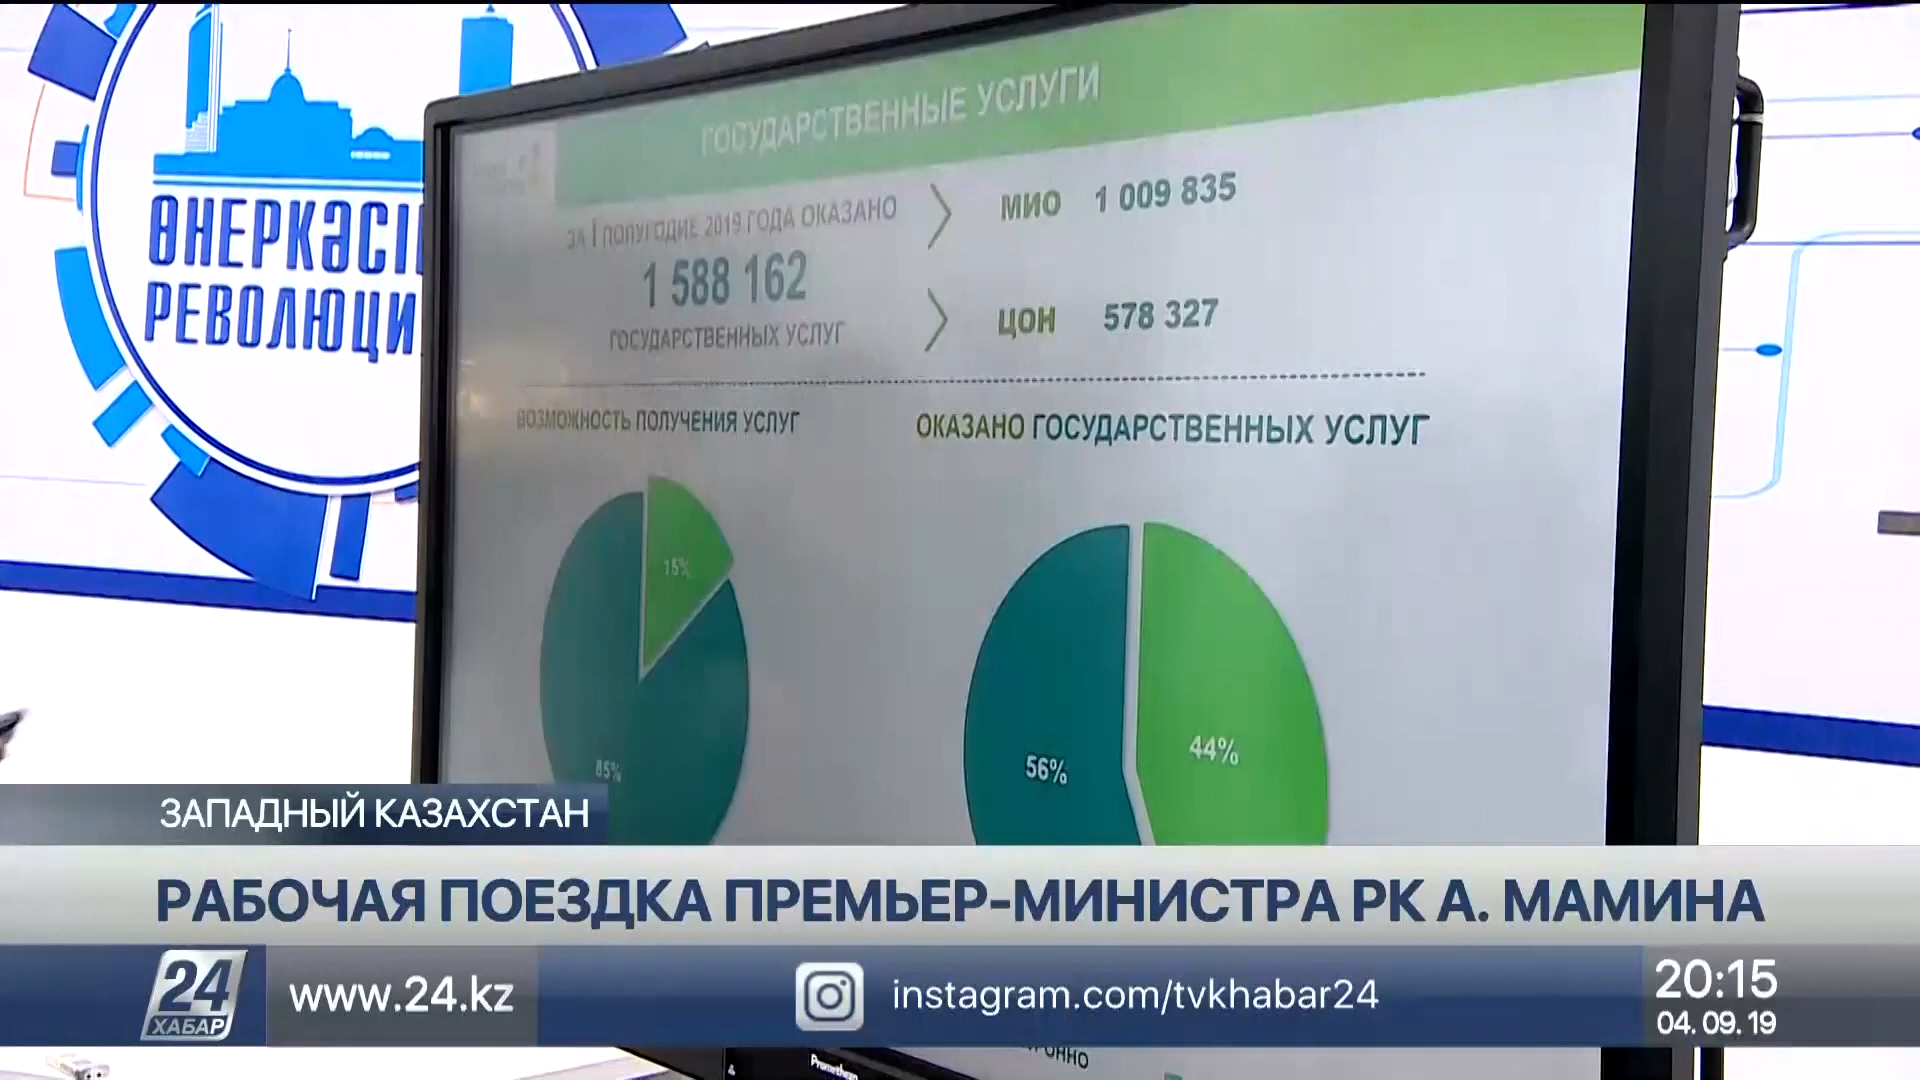 ӨНЕРКӘСІ
РЕВОЛЮЦИ
ГОСУДАРСТВЕННЫЕ УСЛУГИ
ЗА I ПОЛУГОДИЕ 2019 ГОДА ОКАЗАНО
1 588 162
ГОСУДАРСТВЕННЫХ УСЛУГ
МИО 1 009 835
ЦОН 578 327
ВОЗМОЖНОСТЬ ПОЛУЧЕНИЯ УСЛУГ
15%
85%
ОКАЗАНО ГОСУДАРСТВЕННЫХ УСЛУГ
56%
44%
ЗАПАДНЫЙ КАЗАХСТАН
РАБОЧАЯ ПОЕЗДКА ПРЕМЬЕР-МИНИСТРА РК А. МАМИНА
24
ХАБАР
www.24.kz
instagram.com/tvkhabar24
20:15
04. 09. 19
Promethean